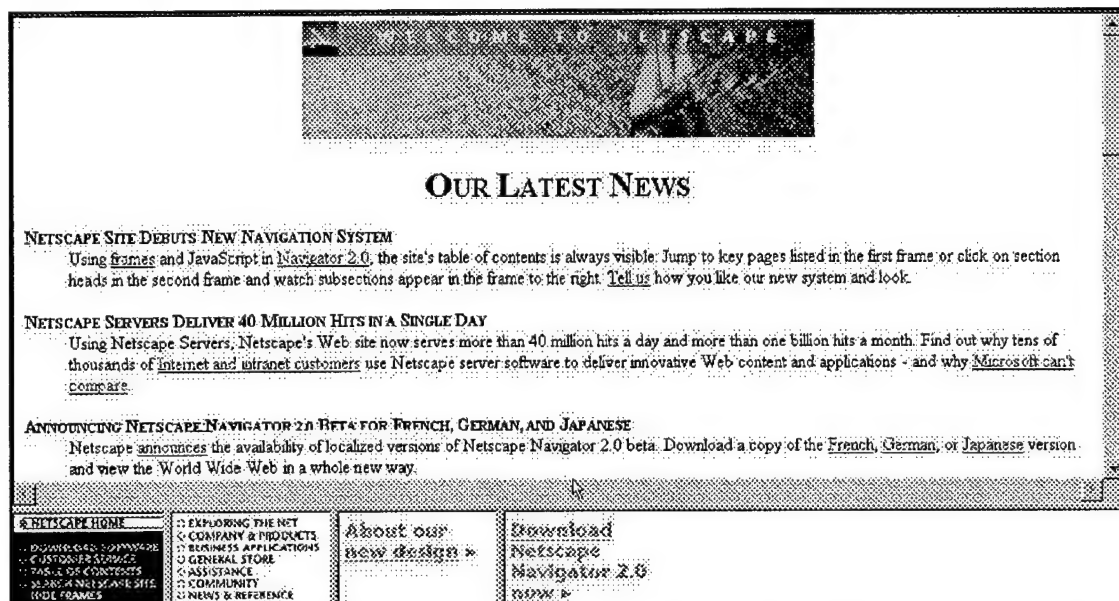 WELCOME TO NETSCAPE
OUR LATEST NEWS
NETSCAPE SITE DEBUTS NEW NAVIGATION SYSTEM
Using frames and JavaScript in Navigator 2.0, the site's table of contents is always visible. Jump to key pages listed in the first frame or click on section
heads in the second frame and watch subsections appear in the frame to the right. Tell us how you like our new system and look.
NETSCAPE SERVERS DELIVER 40 MILLION HITS IN A SINGLE DAY
Using Netscape Servers, Netscape's Web site now serves more than 40 million hits a day and more than one billion hits a month. Find out why tens of
thousands of Internet and intranet customers use Netscape server software to deliver innovative Web content and applications - and why Microsoft can't
compare.
ANNOUNCING NETSCAPE NAVIGATOR 2.0 BETA FOR FRENCH, GERMAN, AND JAPANESE
Netscape announces the availability of localized versions of Netscape Navigator 2.0 beta. Download a copy of the French, German, or Japanese version
and view the World Wide Web in a whole new way.
NETSCAPE HOME
DOWNLOAD SOFTWARE
CUSTOMER SERVICE
TABLE OF CONTENTS
SEARCH NETSCAPE SITE
HIDE FRAMES
EXPLORING THE NET
COMPANY & PRODUCTS
BUSINESS APPLICATIONS
GENERAL STORE
ASSISTANCE
COMMUNITY
NEWS & REFERENCE
About our
new design »
Download
Netscape
Navigator 2.0
now »